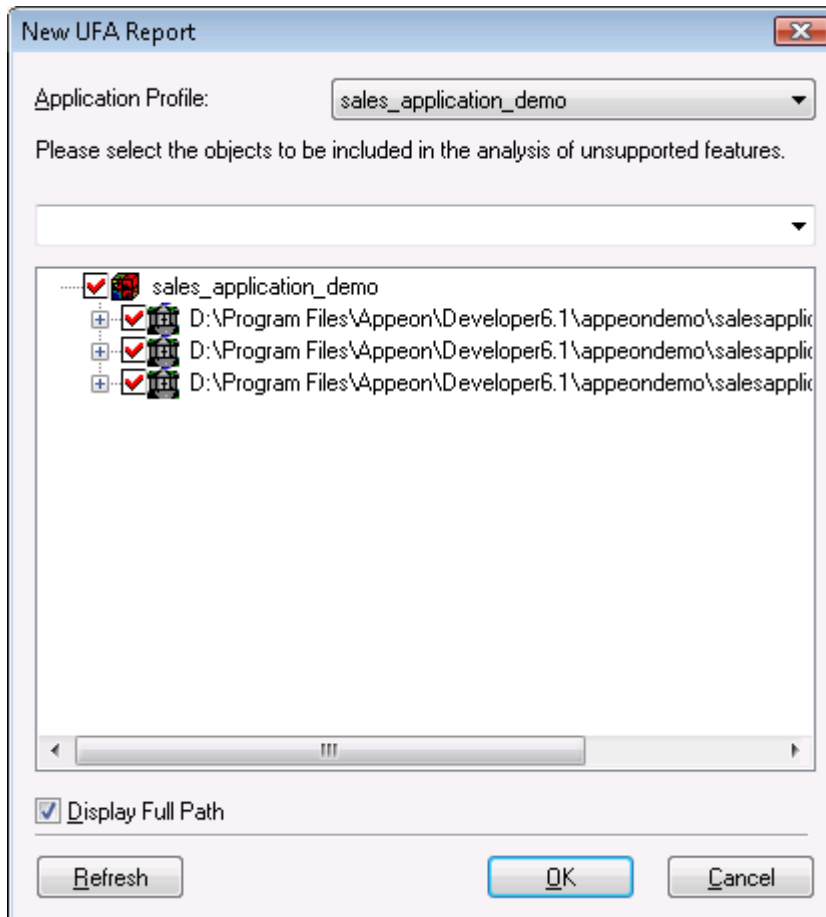 New UFA Report
Application Profile: sales_application_demo
Please select the objects to be included in the analysis of unsupported features.
sales_application_demo
D:\Program Files\Appeon\Developer6.1\appeondemo\salesapplic
D:\Program Files\Appeon\Developer6.1\appeondemo\salesapplic
D:\Program Files\Appeon\Developer6.1\appeondemo\salesapplic
Display Full Path
Refresh OK Cancel